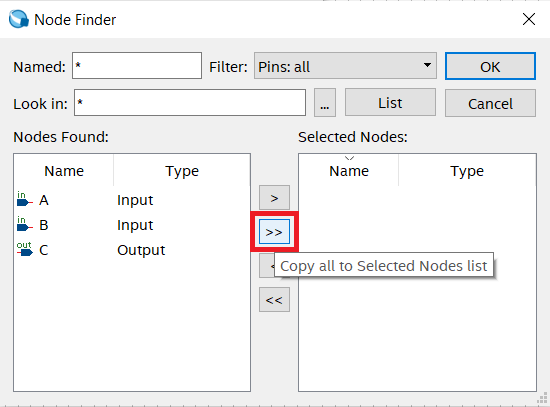 Node Finder
Named: * Filter: Pins: all OK
Look in: * ... List Cancel
Nodes Found: Selected Nodes:
Name Type Name Type
in A Input >
in B Input >>
out C Output <
Copy all to Selected Nodes list
<<